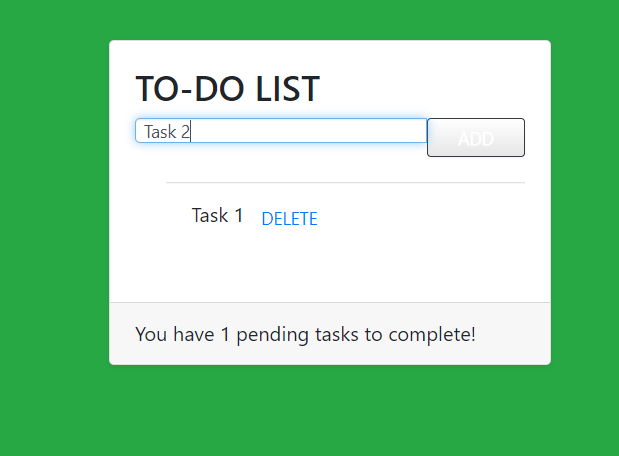 TO-DO LIST
Task 2 ADD
Task 1 DELETE
You have 1 pending tasks to complete!